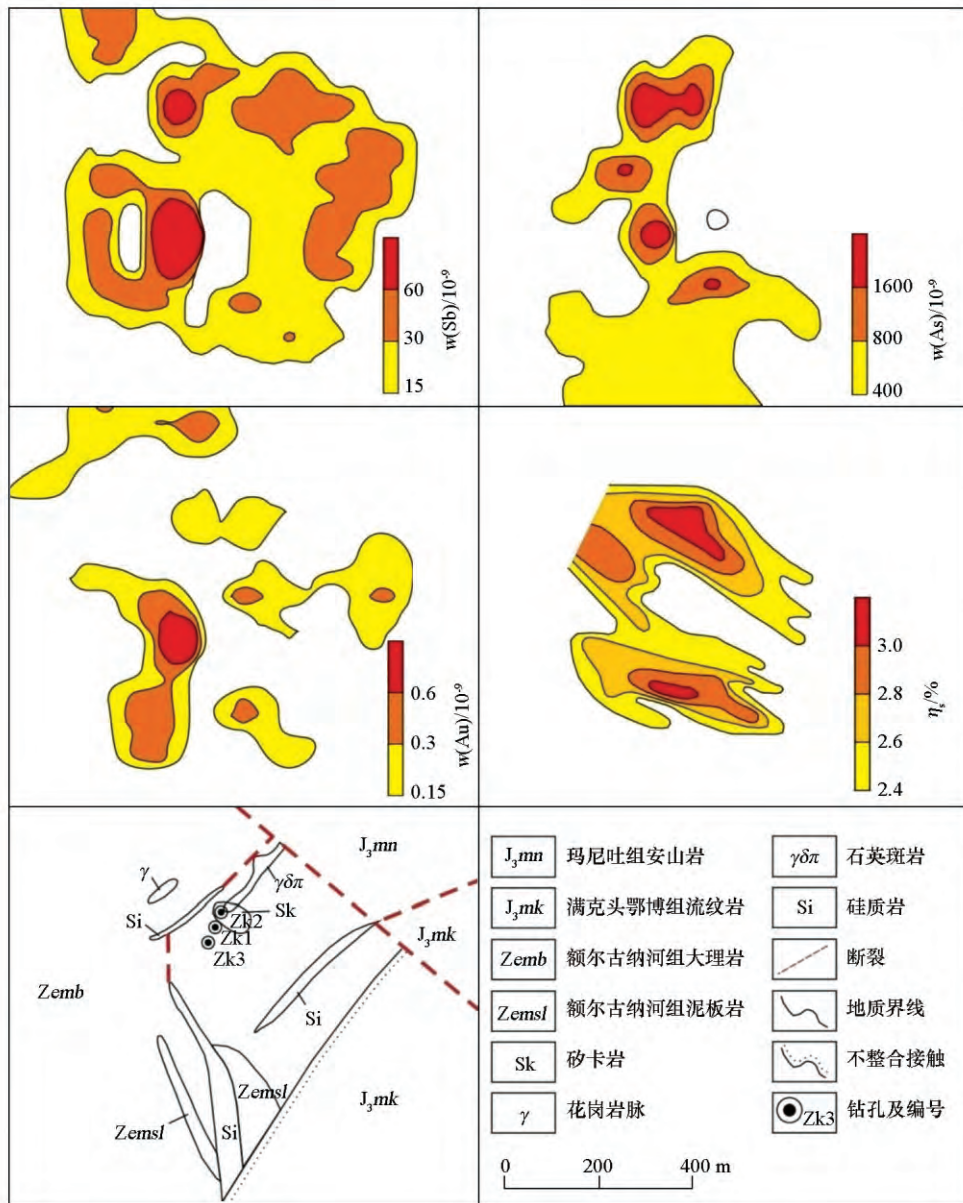 60
30
15
w(Sb)/10⁻⁹
1600
800
400
w(As)/10⁻⁹
0.6
0.3
0.15
w(Au)/10⁻⁹
3.0
2.8
2.6
2.4
ηs/%
J₃mn
γ
γδπ
Si
Sk
Zk2
Zk1
Zk3
J₃mk
Zemb
Si
Zemsl
Zemsl
Si
J₃mk
J₃mn 玛尼吐组安山岩
J₃mk 满克头鄂博组流纹岩
Zemb 额尔古纳河组大理岩
Zemsl 额尔古纳河组泥板岩
Sk 矽卡岩
γ 花岗岩脉
γδπ 石英斑岩
Si 硅质岩
断裂
地质界线
不整合接触
Zk3 钻孔及编号
0 200 400 m